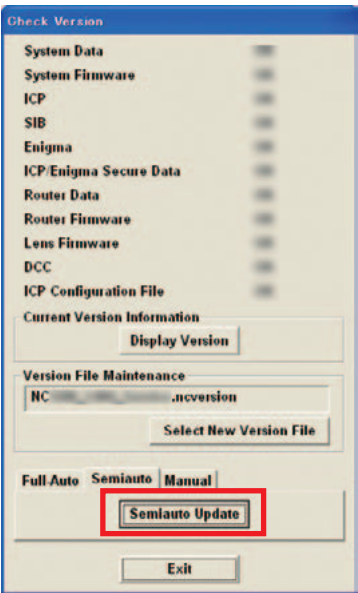 Check Version
System Data
System Firmware
ICP
SIB
Enigma
ICP/Enigma Secure Data
Router Data
Router Firmware
Lens Firmware
DCC
ICP Configuration File
Current Version Information
Display Version
Version File Maintenance
NC .ncversion
Select New Version File
Full-Auto Semiauto Manual
Semiauto Update
Exit